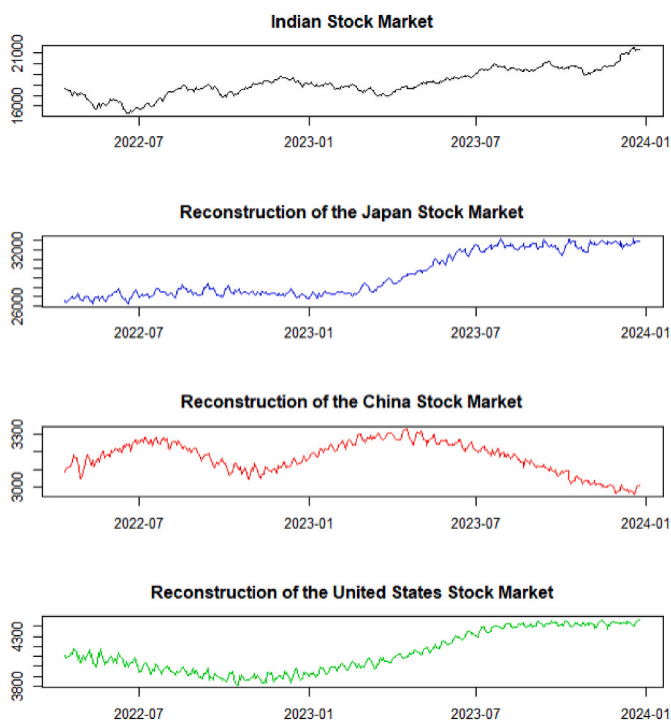 Indian Stock Market
21000
16000
2022-07 2023-01 2023-07 2024-01
Reconstruction of the Japan Stock Market
32000
26000
2022-07 2023-01 2023-07 2024-01
Reconstruction of the China Stock Market
3300
3000
2022-07 2023-01 2023-07 2024-01
Reconstruction of the United States Stock Market
4300
3800
2022-07 2023-01 2023-07 2024-01